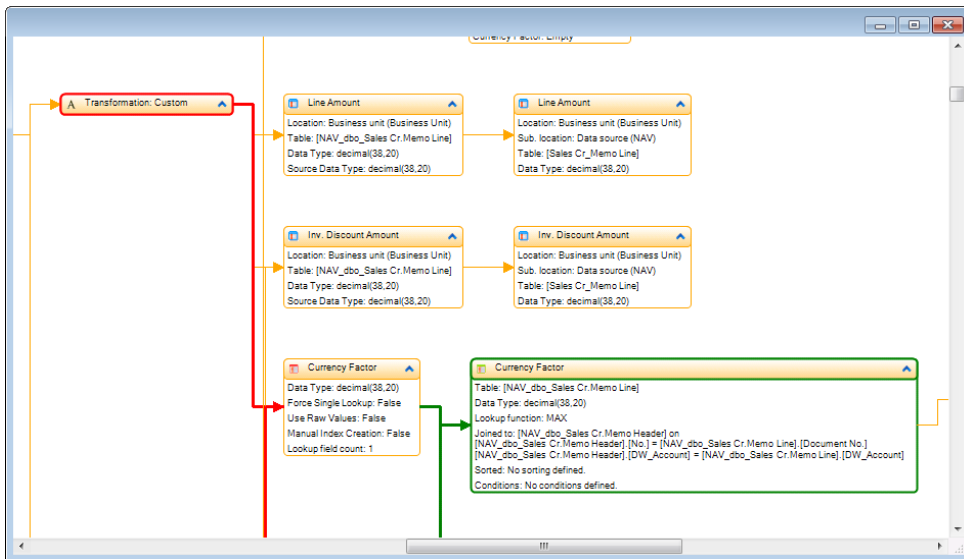 Currency Factor: Empty
A Transformation: Custom
Line Amount
Location: Business unit (Business Unit)
Table: [NAV_dbo_Sales Cr.Memo Line]
Data Type: decimal(38,20)
Source Data Type: decimal(38,20)
Line Amount
Location: Business unit (Business Unit)
Sub. location: Data source (NAV)
Table: [Sales Cr_Memo Line]
Data Type: decimal(38,20)
Inv. Discount Amount
Location: Business unit (Business Unit)
Table: [NAV_dbo_Sales Cr.Memo Line]
Data Type: decimal(38,20)
Source Data Type: decimal(38,20)
Inv. Discount Amount
Location: Business unit (Business Unit)
Sub. location: Data source (NAV)
Table: [Sales Cr_Memo Line]
Data Type: decimal(38,20)
Currency Factor
Data Type: decimal(38,20)
Force Single Lookup: False
Use Raw Values: False
Manual Index Creation: False
Lookup field count: 1
Currency Factor
Table: [NAV_dbo_Sales Cr.Memo Line]
Data Type: decimal(38,20)
Lookup function: MAX
Joined to: [NAV_dbo_Sales Cr.Memo Header] on
[NAV_dbo_Sales Cr.Memo Header].[No.] = [NAV_dbo_Sales Cr.Memo Line].[Document No.]
[NAV_dbo_Sales Cr.Memo Header].[DW_Account] = [NAV_dbo_Sales Cr.Memo Line].[DW_Account]
Sorted: No sorting defined.
Conditions: No conditions defined.